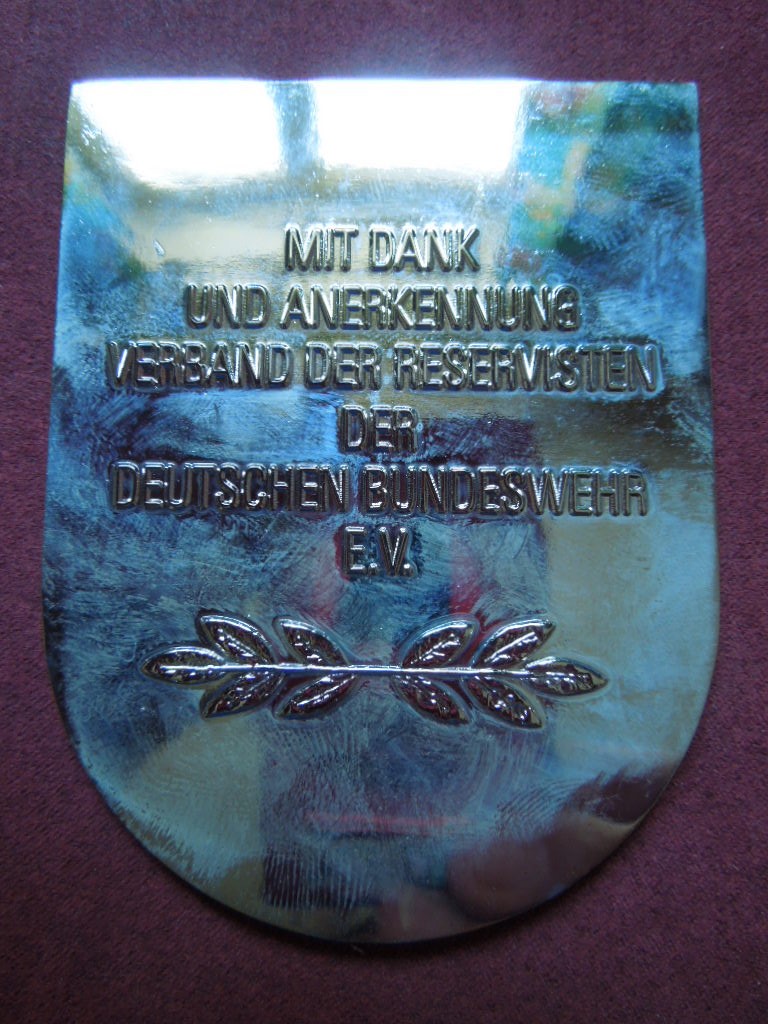 MIT DANK
UND ANERKENNUNG
VERBAND DER RESERVISTEN
DER
DEUTSCHEN BUNDESWEHR
E.V.